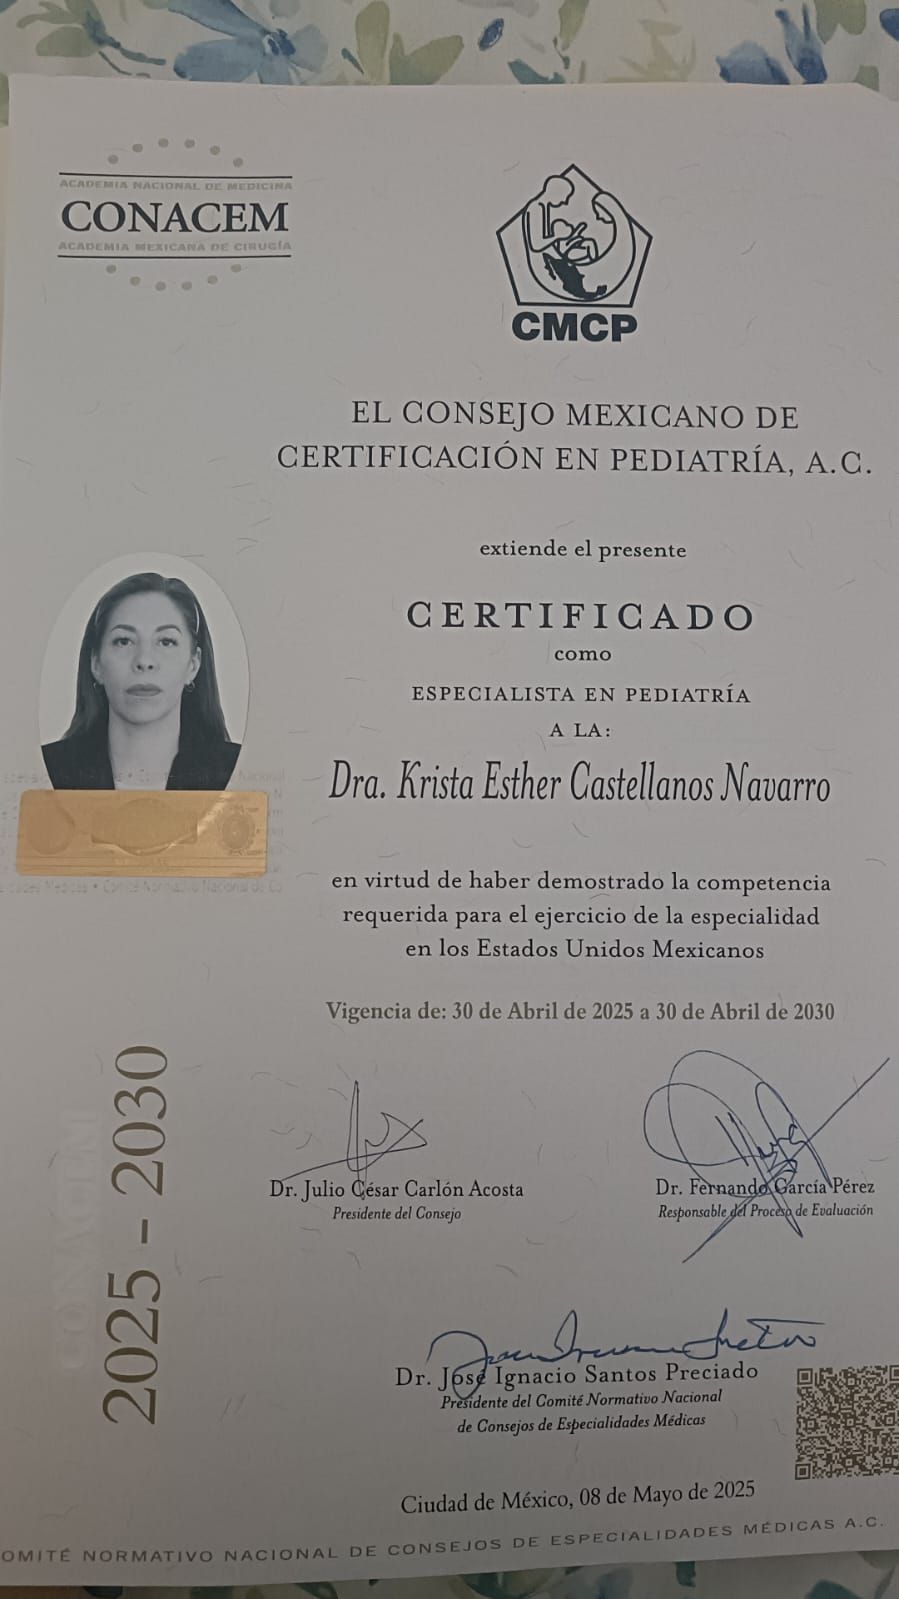 ACADEMIA NACIONAL DE MEDICINA
CONACEM
ACADEMIA MEXICANA DE CIRUGÍA
CMCP
EL CONSEJO MEXICANO DE
CERTIFICACIÓN EN PEDIATRÍA, A.C.
extiende el presente
CERTIFICADO
como
ESPECIALISTA EN PEDIATRÍA
A LA:
Dra. Krista Esther Castellanos Navarro
en virtud de haber demostrado la competencia
requerida para el ejercicio de la especialidad
en los Estados Unidos Mexicanos
Vigencia de: 30 de Abril de 2025 a 30 de Abril de 2030
2025 - 2030
CONACEM
Dr. Julio César Carlón Acosta
Presidente del Consejo
Dr. Fernando García Pérez
Responsable del Proceso de Evaluación
Dr. José Ignacio Santos Preciado
Presidente del Comité Normativo Nacional
de Consejos de Especialidades Médicas
Ciudad de México, 08 de Mayo de 2025
OMITÉ NORMATIVO NACIONAL DE CONSEJOS DE ESPECIALIDADES MÉDICAS A.C.